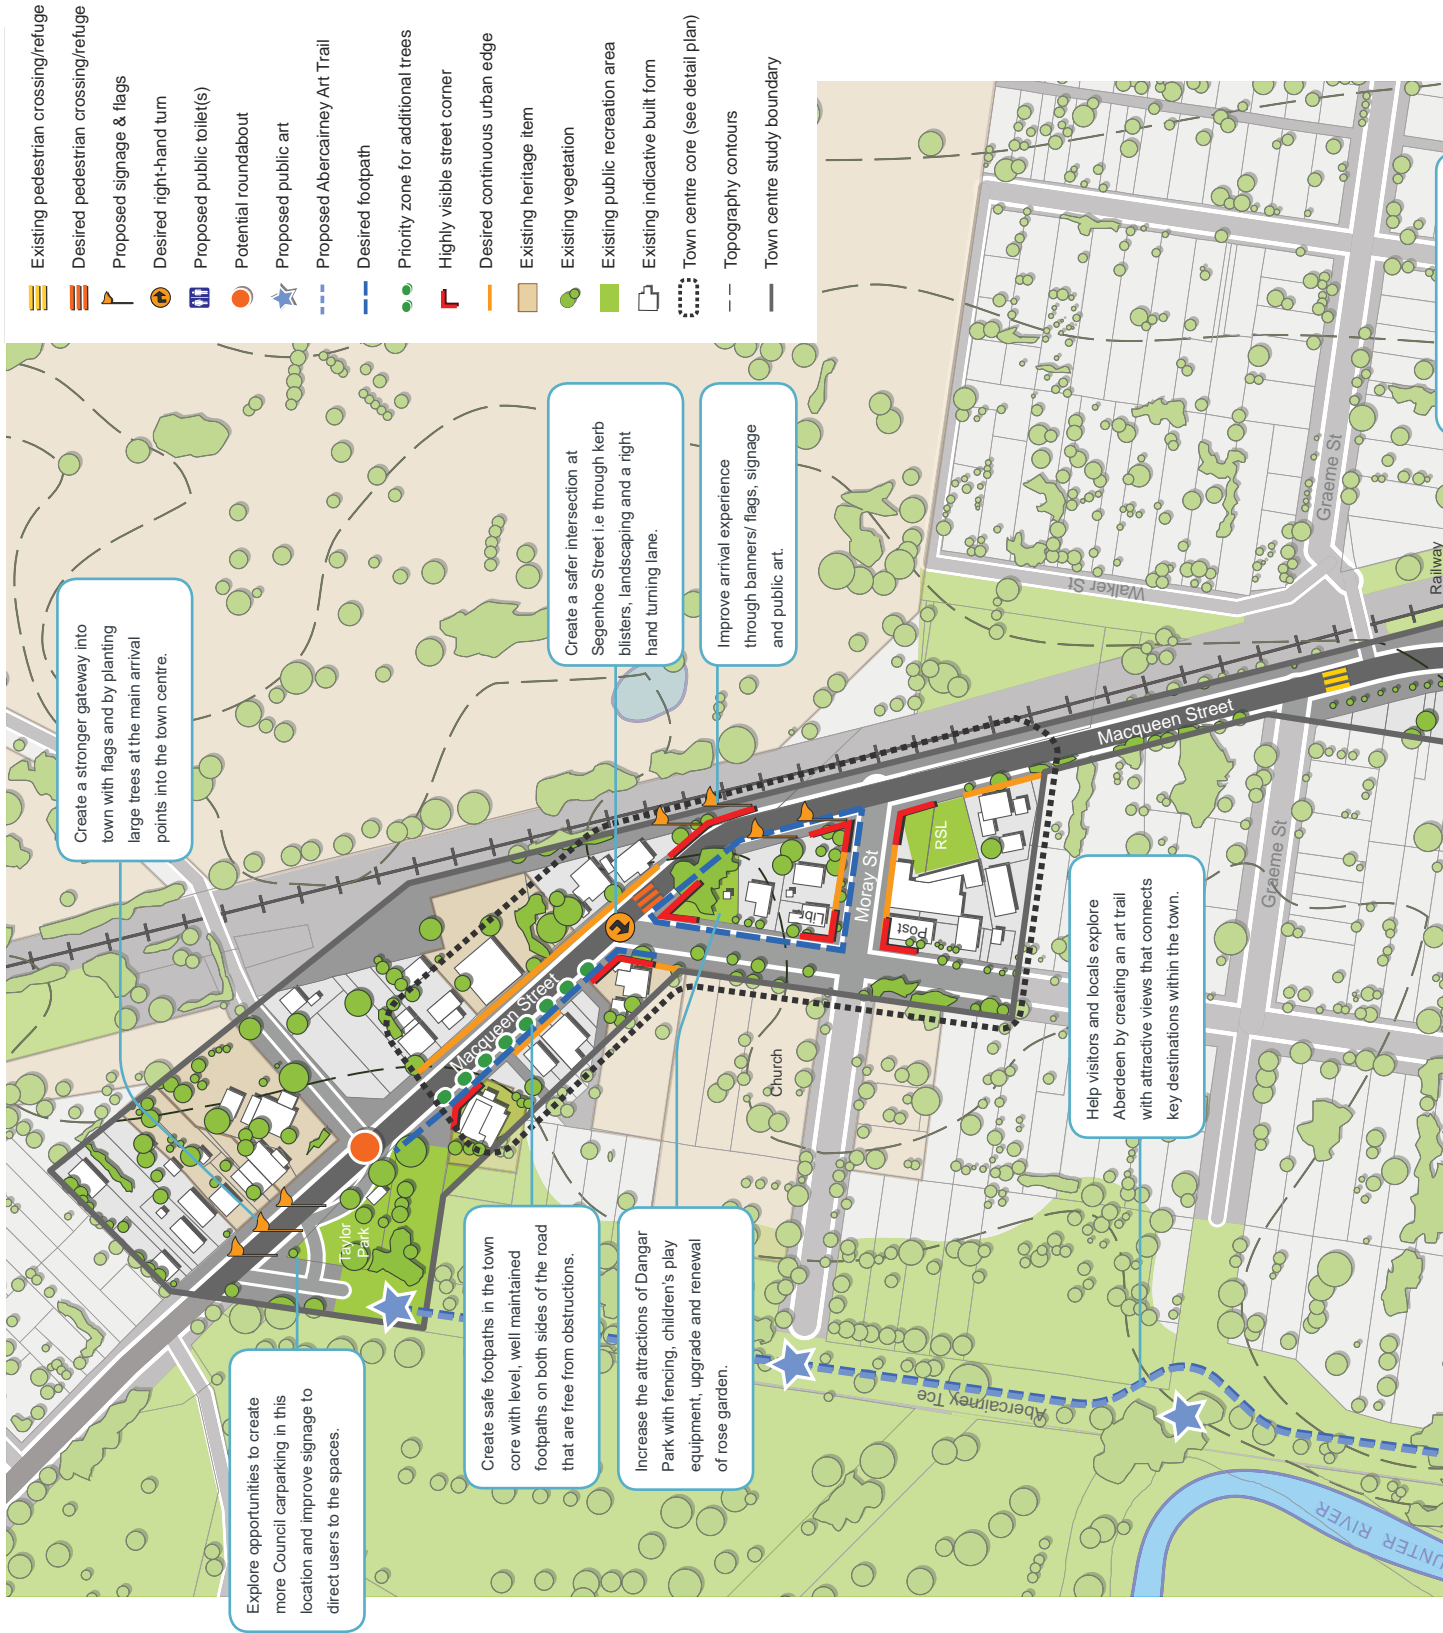 Existing pedestrian crossing/refuge
Desired pedestrian crossing/refuge
Proposed signage & flags
Desired right-hand turn
Proposed public toilet(s)
Potential roundabout
Proposed public art
Proposed Abercairney Art Trail
Desired footpath
Priority zone for additional trees
Highly visible street corner
Desired continuous urban edge
Existing heritage item
Existing vegetation
Existing public recreation area
Existing indicative built form
Town centre core (see detail plan)
Topography contours
Town centre study boundary
Create a stronger gateway into
town with flags and by planting
large trees at the main arrival
points into the town centre.
Create a safer intersection at
Segenhoe Street i.e through kerb
blisters, landscaping and a right
hand turning lane.
Improve arrival experience
through banners/ flags, signage
and public art.
Help visitors and locals explore
Aberdeen by creating an art trail
with attractive views that connects
key destinations within the town.
Explore opportunities to create
more Council carparking in this
location and improve signage to
direct users to the spaces.
Create safe footpaths in the town
core with level, well maintained
footpaths on both sides of the road
that are free from obstructions.
Increase the attractions of Dangar
Park with fencing, children's play
equipment, upgrade and renewal
of rose garden.
Taylor
Park
Macqueen Street
Macqueen Street
Moray St
RSL
Libr
Post
Church
Walker St
Graeme St
Graeme St
Railway
Abercairney Tce
UNTER RIVER